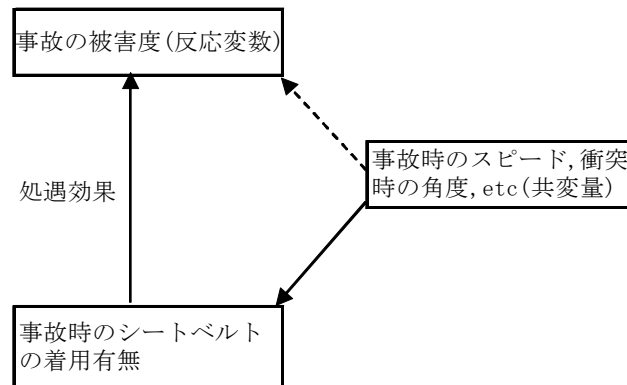 事故の被害度(反応変数)
事故時のスピード,衝突
時の角度,etc(共変量)
処遇効果
事故時のシートベルト
の着用有無